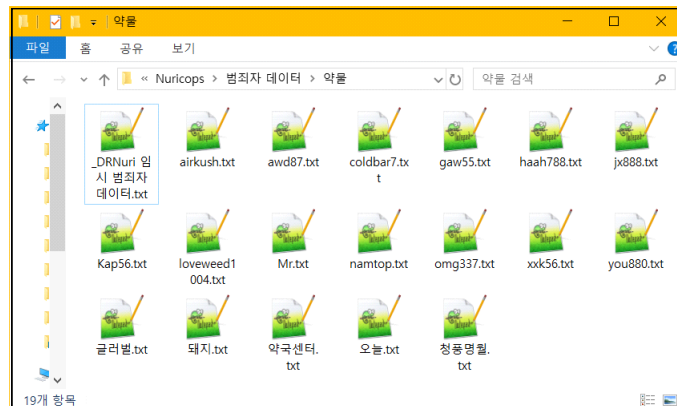 약물
파일 홈 공유 보기
« Nuricops > 범죄자 데이터 > 약물
약물 검색
_DRNuri 임
시 범죄자
데이터.txt
airkush.txt
awd87.txt
coldbar7.tx
t
gaw55.txt
haah788.txt
jx888.txt
Kap56.txt
loveweed1
004.txt
Mr.txt
namtop.txt
omg337.txt
xxk56.txt
you880.txt
글러벌.txt
돼지.txt
약국센터.
txt
오늘.txt
청풍명월.
txt
19개 항목